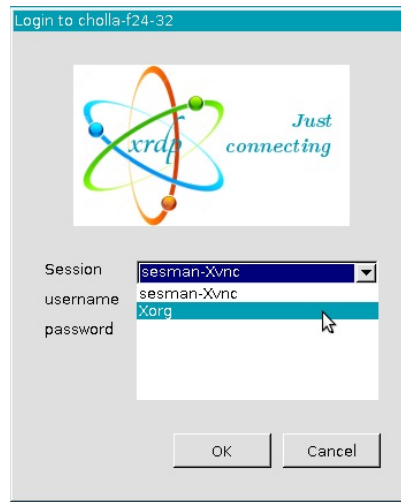 Login to cholla-f24-32
Just
xrdp connecting
Session sesman-Xvnc
sesman-Xvnc
username
Xorg
password
OK Cancel